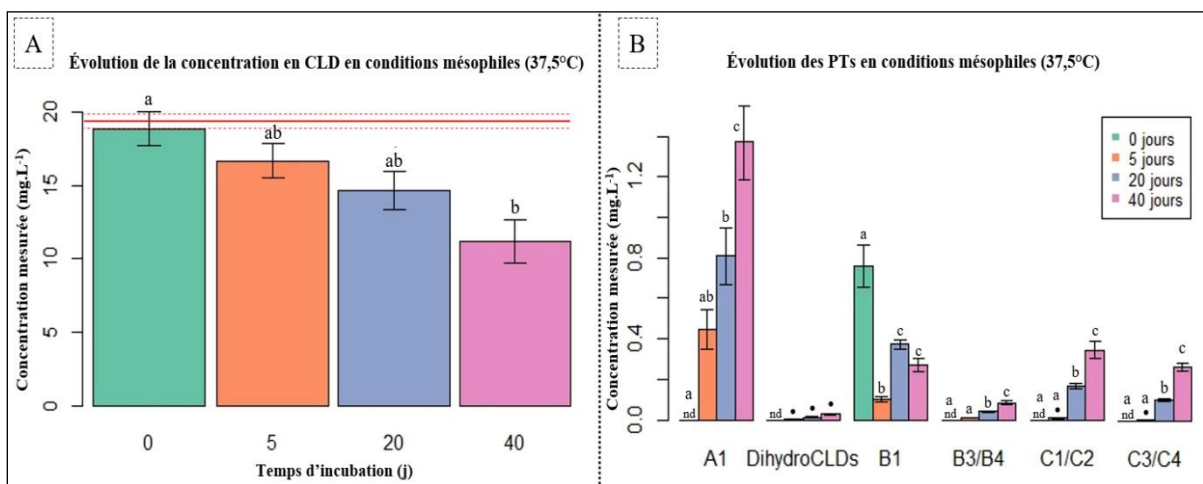 A
Évolution de la concentration en CLD en conditions mésophiles (37,5°C)
Concentration mesurée (mg.L⁻¹)
20
15
10
5
0
a
ab
ab
b
0
5
20
40
Temps d'incubation (j)
B
Évolution des PTs en conditions mésophiles (37,5°C)
Concentration mesurée (mg.L⁻¹)
1.2
0.8
0.4
0.0
0 jours
5 jours
20 jours
40 jours
a
nd
ab
b
c
nd
•
•
•
a
b
c
c
a
nd
a
b
c
a
nd
a
•
b
c
a
nd
a
•
b
c
A1
DihydroCLDs
B1
B3/B4
C1/C2
C3/C4